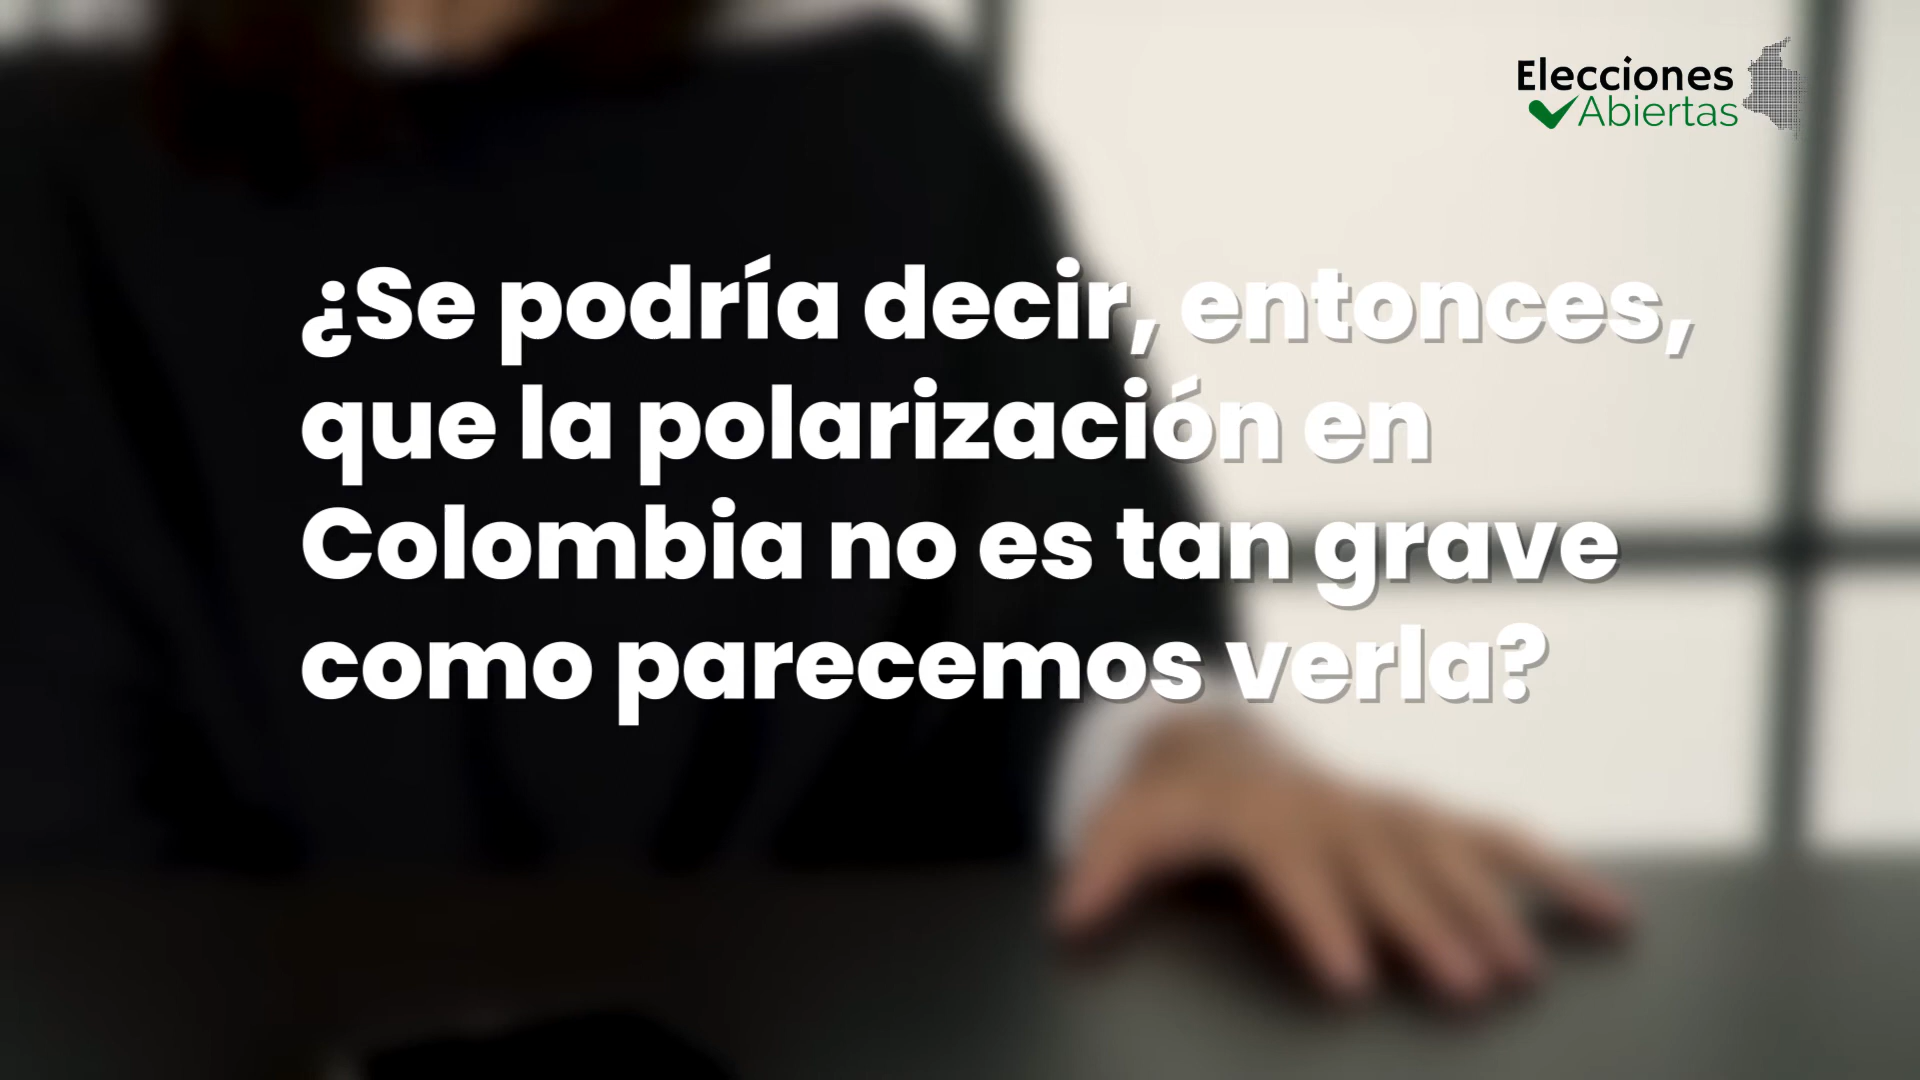 Elecciones
Abiertas
¿Se podría decir, entonces,
que la polarización en
Colombia no es tan grave
como parecemos verla?